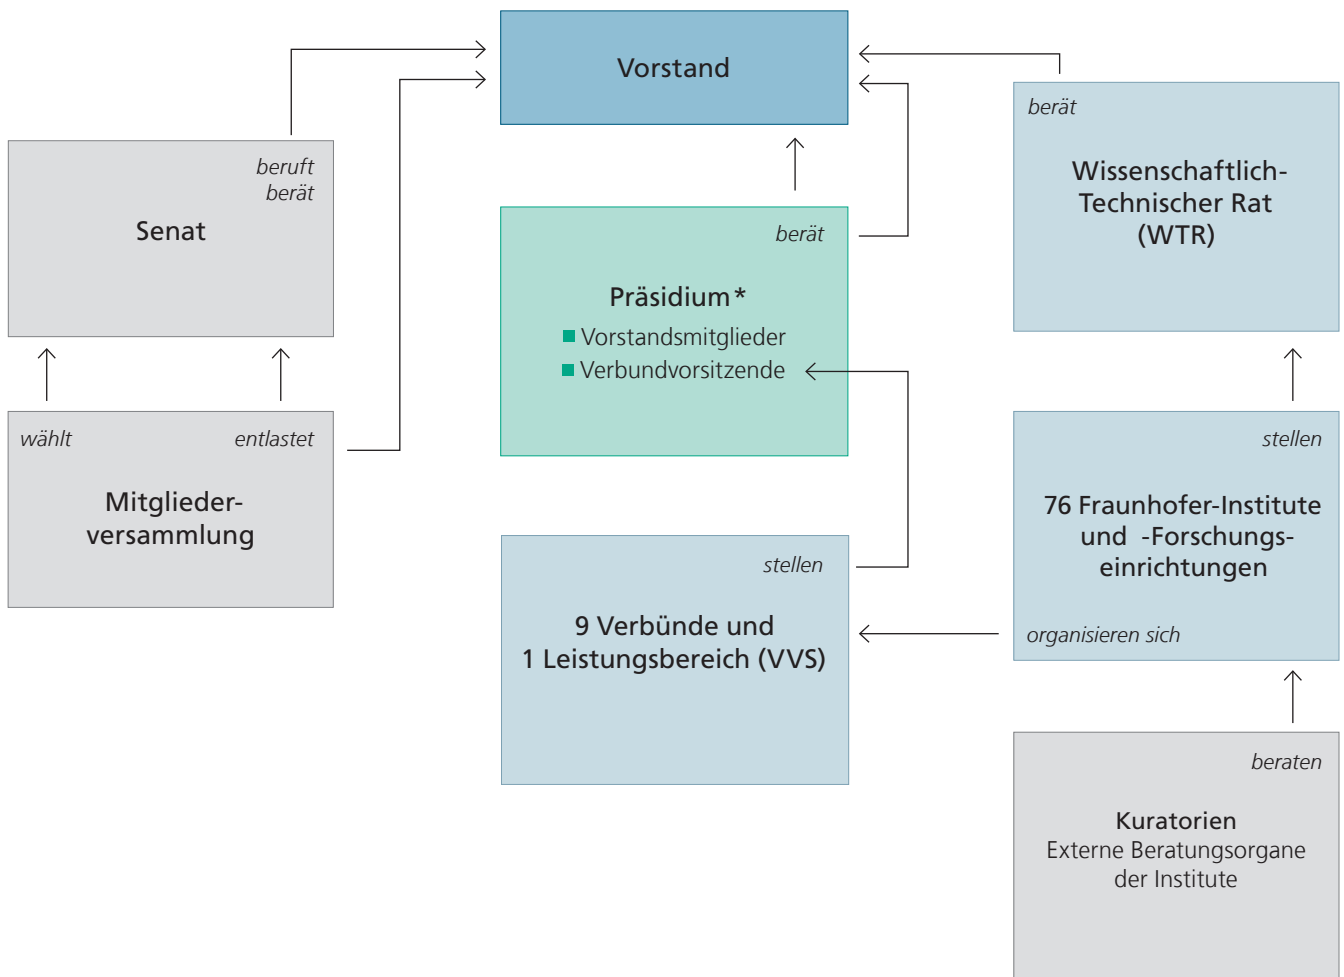 Vorstand
beruft
berät
Senat
wählt
entlastet
Mitglieder-
versammlung
berät
Präsidium*
Vorstandsmitglieder
Verbundvorsitzende
stellen
9 Verbünde und
1 Leistungsbereich (VVS)
berät
Wissenschaftlich-
Technischer Rat
(WTR)
stellen
76 Fraunhofer-Institute
und -Forschungs-
einrichtungen
organisieren sich
beraten
Kuratorien
Externe Beratungsorgane
der Institute